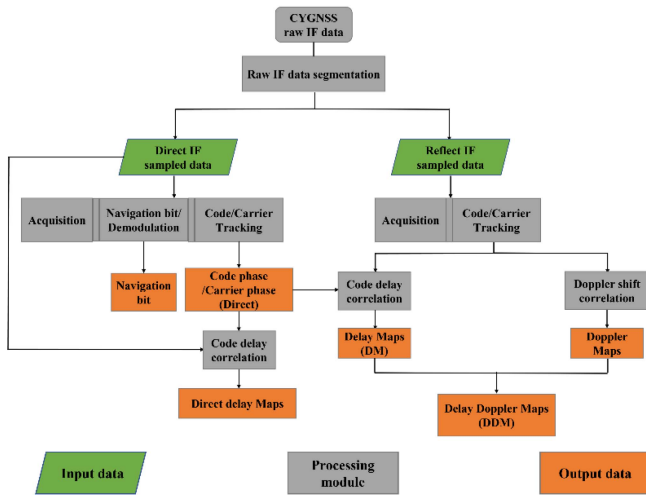 CYGNSS
raw IF data
Raw IF data segmentation
Direct IF
sampled data
Reflect IF
sampled data
Acquisition
Navigation bit/
Demodulation
Code/Carrier
Tracking
Acquisition
Code/Carrier
Tracking
Navigation
bit
Code phase
/Carrier phase
(Direct)
Code delay
correlation
Doppler shift
correlation
Code delay
correlation
Delay Maps
(DM)
Doppler
Maps
Direct delay Maps
Delay Doppler Maps
(DDM)
Input data
Processing
module
Output data